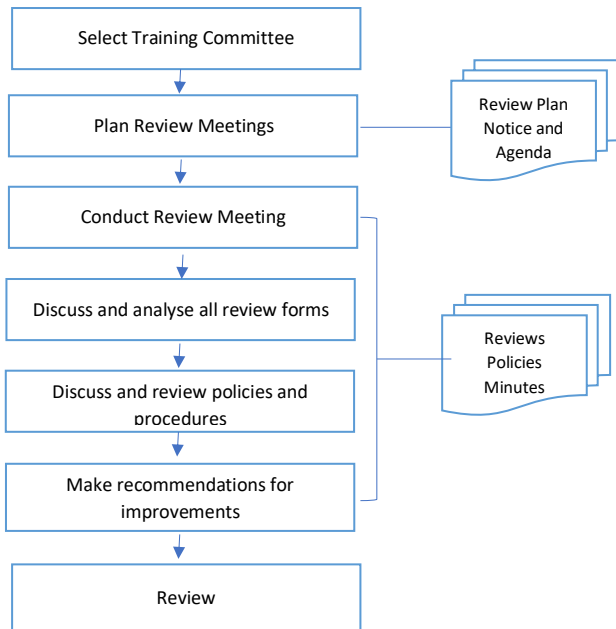 Select Training Committee
Plan Review Meetings
Review Plan
Notice and
Agenda
Conduct Review Meeting
Discuss and analyse all review forms
Reviews
Policies
Minutes
Discuss and review policies and
procedures
Make recommendations for
improvements
Review